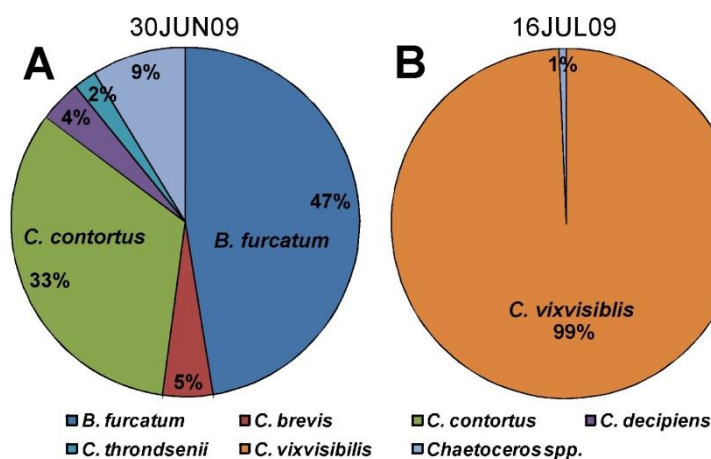 30JUN09
16JUL09
A
B
9%
2%
4%
1%
47%
C. contortus
B. furcatum
33%
5%
C. vixvisiblis
99%
B. furcatum C. brevis C. contortus C. decipiens
C. throndsenii C. vixvisibilis Chaetoceros spp.